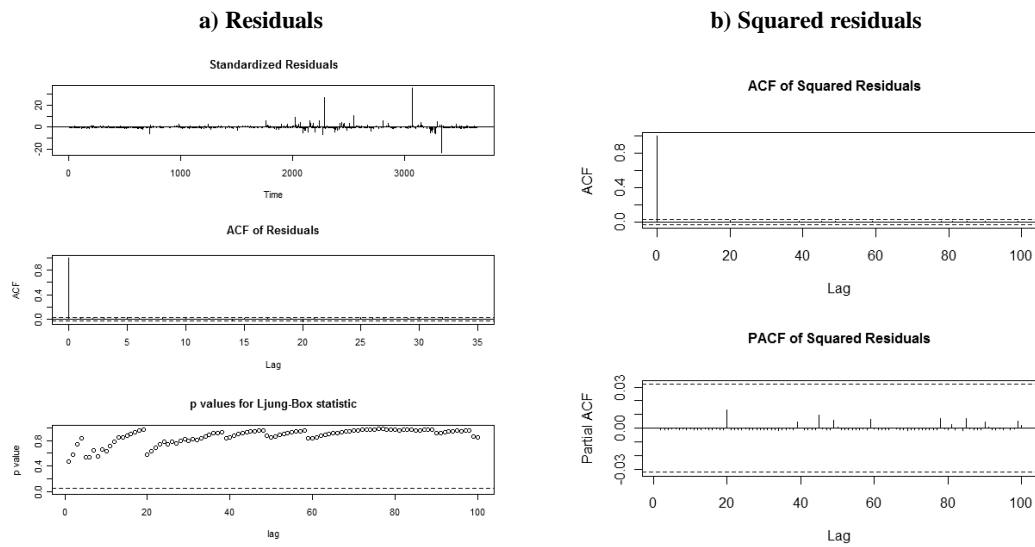 a) Residuals
Standardized Residuals
20
0
-20
0 1000 2000 3000
Time
ACF of Residuals
ACF
0.8
0.4
0.0
0 5 10 15 20 25 30 35
Lag
p values for Ljung-Box statistic
p value
0.8
0.4
0.0
0 20 40 60 80 100
lag
b) Squared residuals
ACF of Squared Residuals
ACF
0.8
0.4
0.0
0 20 40 60 80 100
Lag
PACF of Squared Residuals
Partial ACF
0.03
0.00
-0.03
0 20 40 60 80 100
Lag